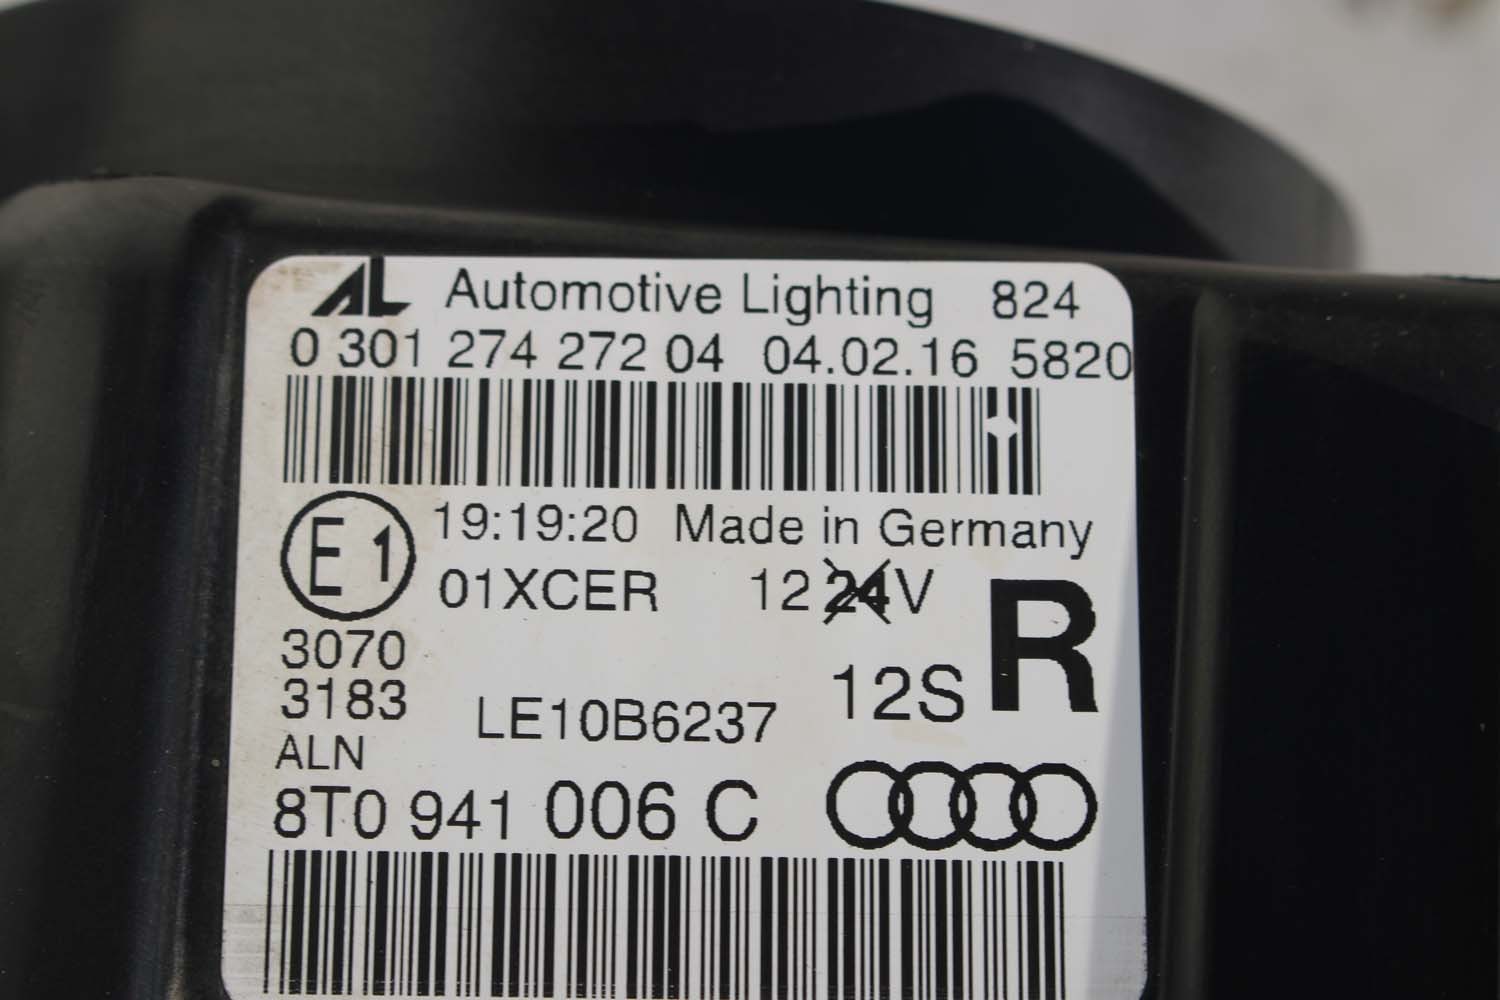 AL Automotive Lighting 824
0 301 274 272 04 04.02.16 5820
E1 19:19:20 Made in Germany
01XCER 12 24 V
R
3070
3183 LE10B6237 12S
ALN
8T0 941 006 C